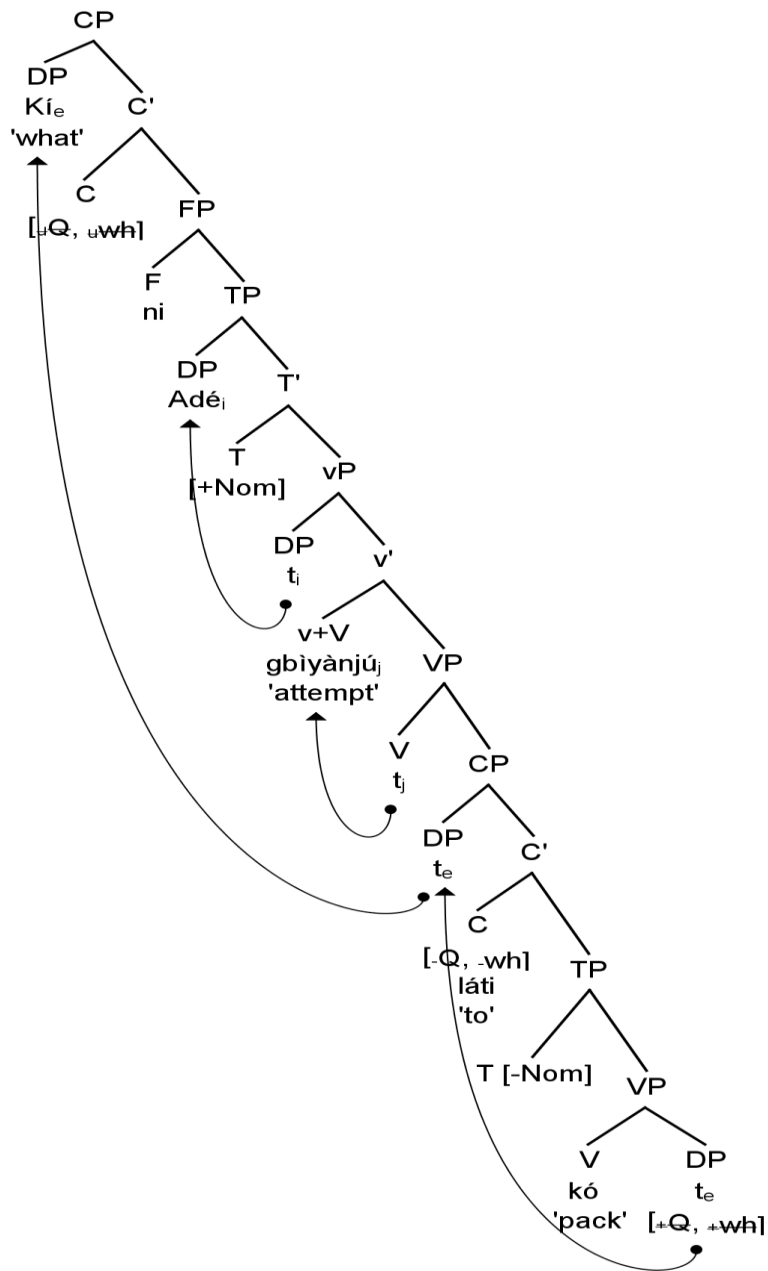 CP
DP
Kíₑ
'what'
C'
C
[uQ, uwh]
FP
F
ni
TP
DP
Adéᵢ
T'
T
[+Nom]
vP
DP
tᵢ
v'
v+V
gbìyànjúⱼ
'attempt'
VP
V
tⱼ
CP
DP
tₑ
C'
C
[-Q, -wh]
láti
'to'
TP
T [-Nom]
VP
V
kó
'pack'
DP
tₑ
[+Q, +wh]